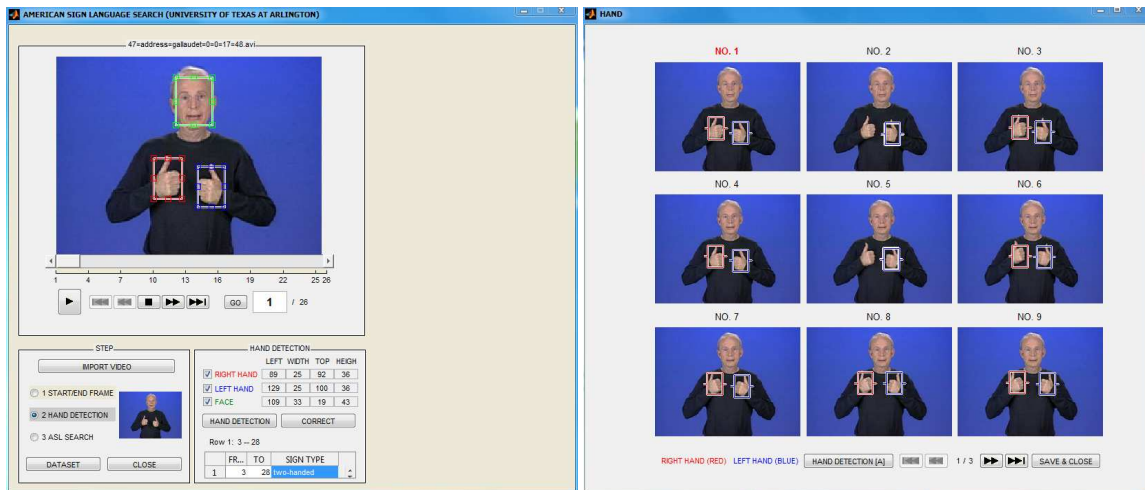 AMERICAN SIGN LANGUAGE SEARCH (UNIVERSITY OF TEXAS AT ARLINGTON)
47=address=gallaudet=0=0=17=48.avi
1 4 7 10 13 16 19 22 25 26
GO 1 / 26
STEP
IMPORT VIDEO
1 START/END FRAME
2 HAND DETECTION
3 ASL SEARCH
DATASET CLOSE
HAND DETECTION
LEFT WIDTH TOP HEIGH
RIGHT HAND 89 25 92 36
LEFT HAND 129 25 100 36
FACE 109 33 19 43
HAND DETECTION CORRECT
Row 1: 3 -- 28
FR... TO SIGN TYPE
1 3 28 two-handed
HAND
NO. 1 NO. 2 NO. 3
NO. 4 NO. 5 NO. 6
NO. 7 NO. 8 NO. 9
RIGHT HAND (RED) LEFT HAND (BLUE) HAND DETECTION [A] 1 / 3 SAVE & CLOSE